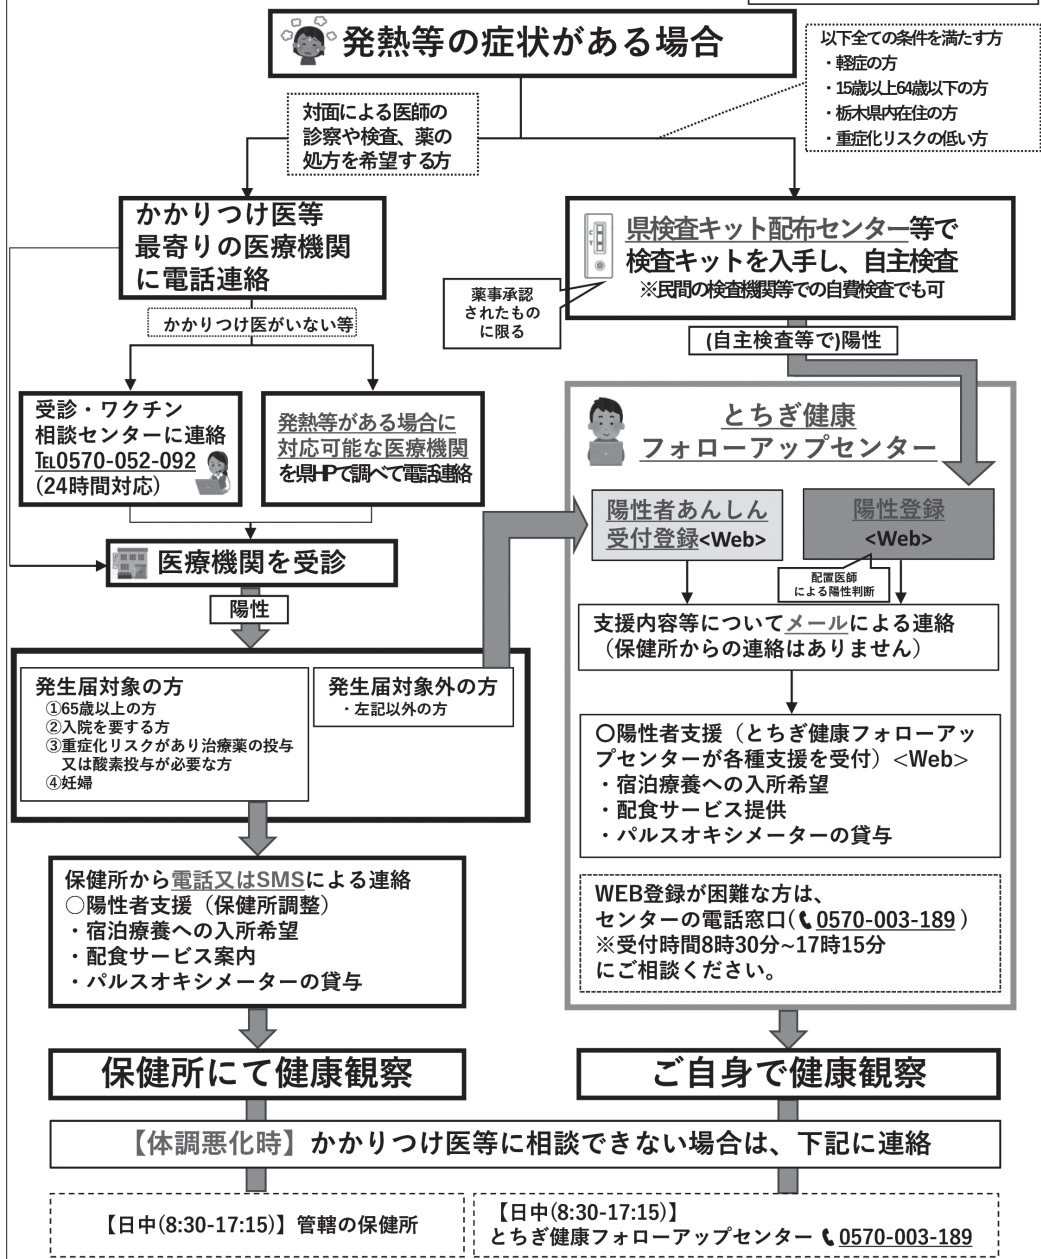 発熱等の症状がある場合
以下全ての条件を満たす方
・軽症の方
・15歳以上64歳以下の方
・栃木県内在住の方
・重症化リスクの低い方
対面による医師の
診察や検査、薬の
処方を希望する方
かかりつけ医等
最寄りの医療機関
に電話連絡
県検査キット配布センター等で
検査キットを入手し、自主検査
※民間の検査機関等での自費検査でも可
C
T
薬事承認
されたもの
に限る
かかりつけ医がいない等
(自主検査等で)陽性
受診・ワクチン
相談センターに連絡
℡0570-052-092
(24時間対応)
発熱等がある場合に
対応可能な医療機関
を県HPで調べて電話連絡
とちぎ健康
フォローアップセンター
陽性者あんしん
受付登録<Web>
陽性登録
<Web>
配置医師
による陽性判断
医療機関を受診
陽性
支援内容等についてメールによる連絡
（保健所からの連絡はありません）
発生届対象の方
①65歳以上の方
②入院を要する方
③重症化リスクがあり治療薬の投与
又は酸素投与が必要な方
④妊婦
発生届対象外の方
・左記以外の方
〇陽性者支援（とちぎ健康フォローアッ
プセンターが各種支援を受付）<Web>
・宿泊療養への入所希望
・配食サービス提供
・パルスオキシメーターの貸与
保健所から電話又はSMSによる連絡
○陽性者支援（保健所調整）
・宿泊療養への入所希望
・配食サービス案内
・パルスオキシメーターの貸与
WEB登録が困難な方は、
センターの電話窓口(📞0570-003-189 )
※受付時間8時30分~17時15分
にご相談ください。
保健所にて健康観察
ご自身で健康観察
【体調悪化時】かかりつけ医等に相談できない場合は、下記に連絡
【日中(8:30-17:15)】管轄の保健所
【日中(8:30-17:15)】
とちぎ健康フォローアップセンター 📞0570-003-189